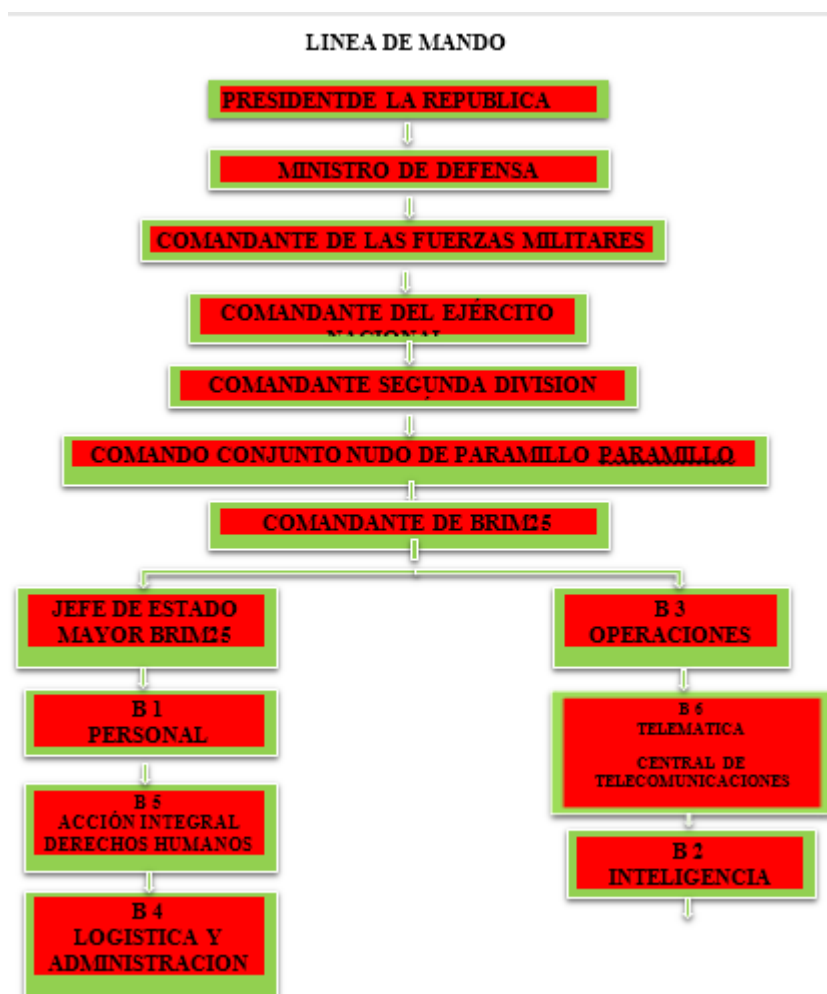 LINEA DE MANDO
PRESIDENTDE LA REPUBLICA
MINISTRO DE DEFENSA
COMANDANTE DE LAS FUERZAS MILITARES
COMANDANTE DEL EJÉRCITO
NACIONAL
COMANDANTE SEGUNDA DIVISION
COMANDO CONJUNTO NUDO DE PARAMILLO PARAMILLO
COMANDANTE DE BRIM25
JEFE DE ESTADO
MAYOR BRIM25
B 1
PERSONAL
B 5
ACCIÓN INTEGRAL
DERECHOS HUMANOS
B 4
LOGISTICA Y
ADMINISTRACION
B 3
OPERACIONES
B 6
TELEMATICA
CENTRAL DE
TELECOMUNICACIONES
B 2
INTELIGENCIA